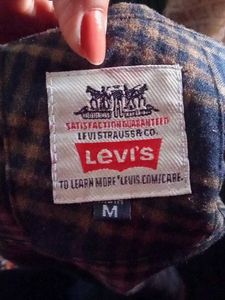 SATISFACTION GUARANTEED
LEVI STRAUSS & CO.
LEVI'S
TO LEARN MORE: LEVIS.COM/CARE
M